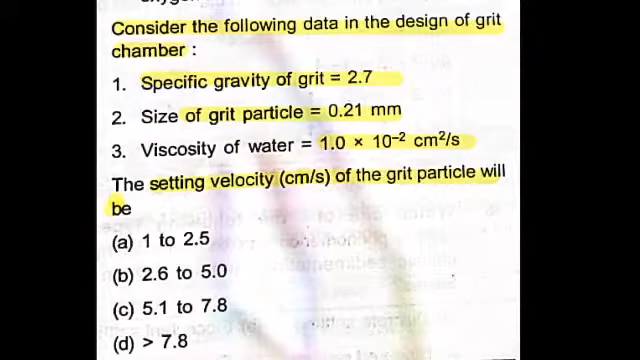 Consider the following data in the design of grit
chamber :
1. Specific gravity of grit = 2.7
2. Size of grit particle = 0.21 mm
3. Viscosity of water = 1.0 × 10⁻² cm²/s
The setting velocity (cm/s) of the grit particle will
be
(a) 1 to 2.5
(b) 2.6 to 5.0
(c) 5.1 to 7.8
(d) > 7.8